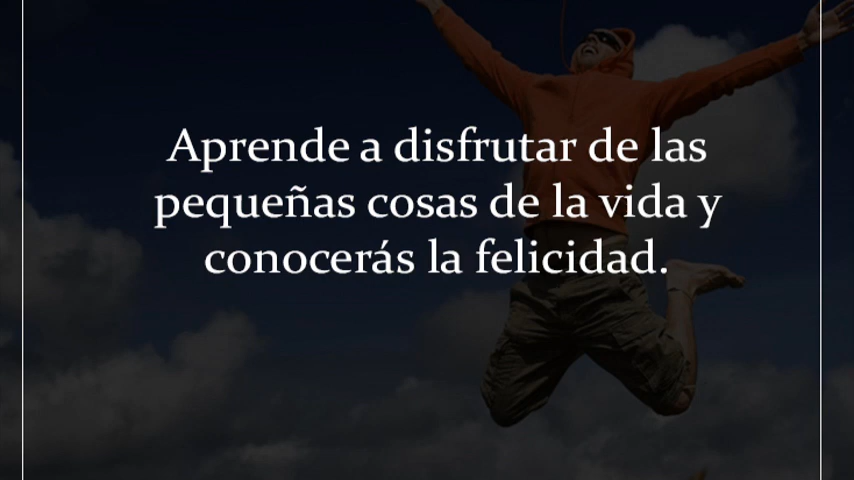 Aprende a disfrutar de las
pequeñas cosas de la vida y
conocerás la felicidad.